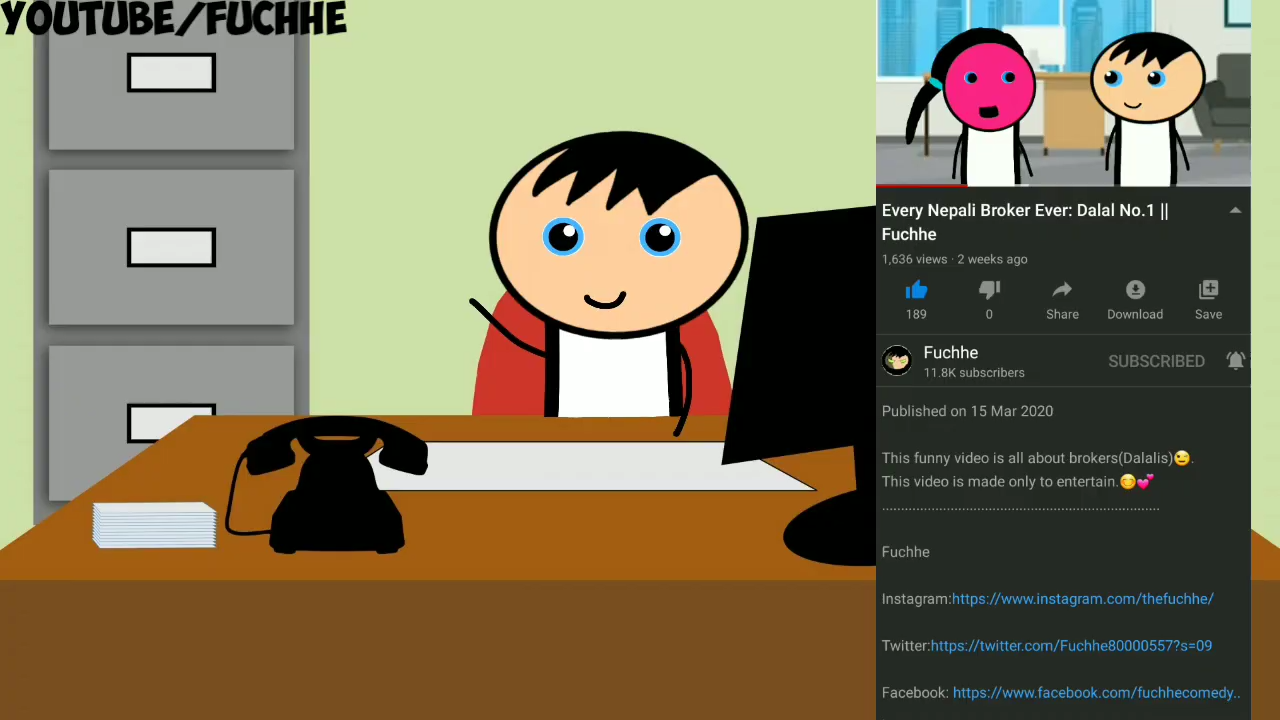 YOUTUBE/FUCHHE
Every Nepali Broker Ever: Dalal No.1 ||
Fuchhe
1,636 views · 2 weeks ago
189
0
Share
Download
Save
Fuchhe
11.8K subscribers
SUBSCRIBED
Published on 15 Mar 2020
This funny video is all about brokers(Dalalis)😉.
This video is made only to entertain.😊💕
............................................................
Fuchhe
Instagram:https://www.instagram.com/thefuchhe/
Twitter:https://twitter.com/Fuchhe80000557?s=09
Facebook: https://www.facebook.com/fuchhecomedy..